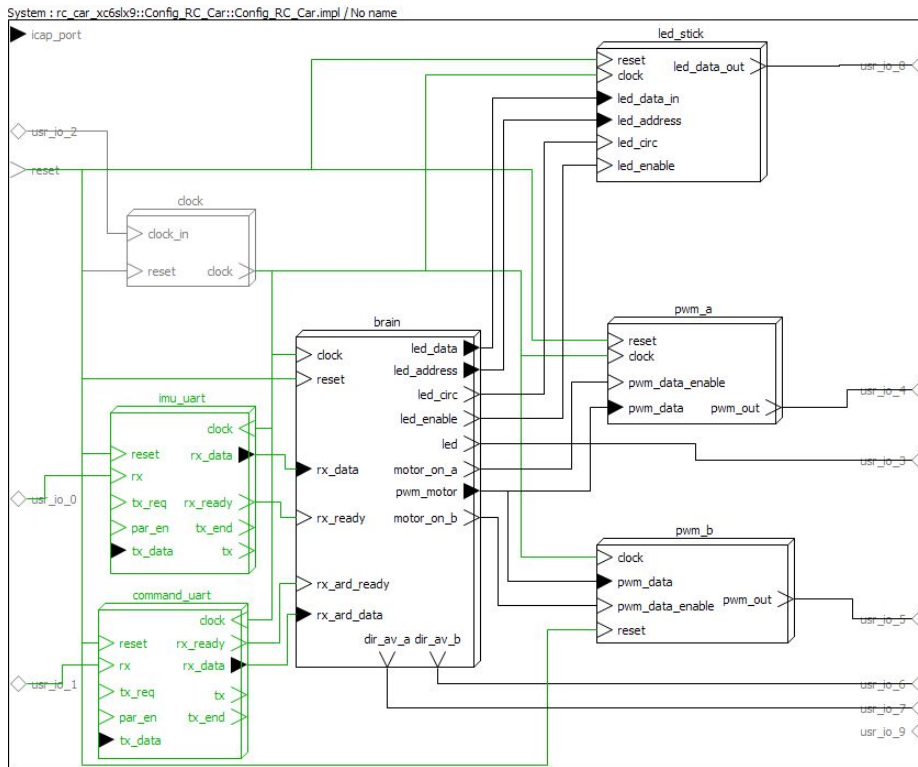 System : rc_car_xc6slx9::Config_RC_Car::Config_RC_Car.impl / No name
icap_port
usr_io_2
reset
clock
clock_in
reset
clock
led_stick
reset
clock
led_data_in
led_address
led_circ
led_enable
led_data_out
usr_io_8
brain
clock
reset
rx_data
rx_ready
rx_ard_ready
rx_ard_data
led_data
led_address
led_circ
led_enable
led
motor_on_a
pwm_motor
motor_on_b
dir_av_a
dir_av_b
pwm_a
reset
clock
pwm_data_enable
pwm_data
pwm_out
usr_io_4
usr_io_3
imu_uart
clock
reset
rx_data
rx
tx_req
rx_ready
par_en
tx_end
tx_data
tx
usr_io_0
pwm_b
clock
pwm_data
pwm_data_enable
reset
pwm_out
usr_io_5
command_uart
clock
reset
rx_ready
rx
rx_data
tx_req
tx
par_en
tx_end
tx_data
usr_io_1
usr_io_6
usr_io_7
usr_io_9